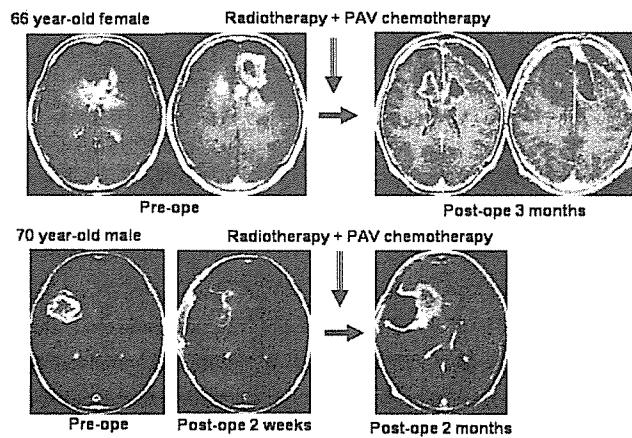 66 year-old female
Radiotherapy + PAV chemotherapy
Pre-ope
Post-ope 3 months
70 year-old male
Radiotherapy + PAV chemotherapy
Pre-ope
Post-ope 2 weeks
Post-ope 2 months